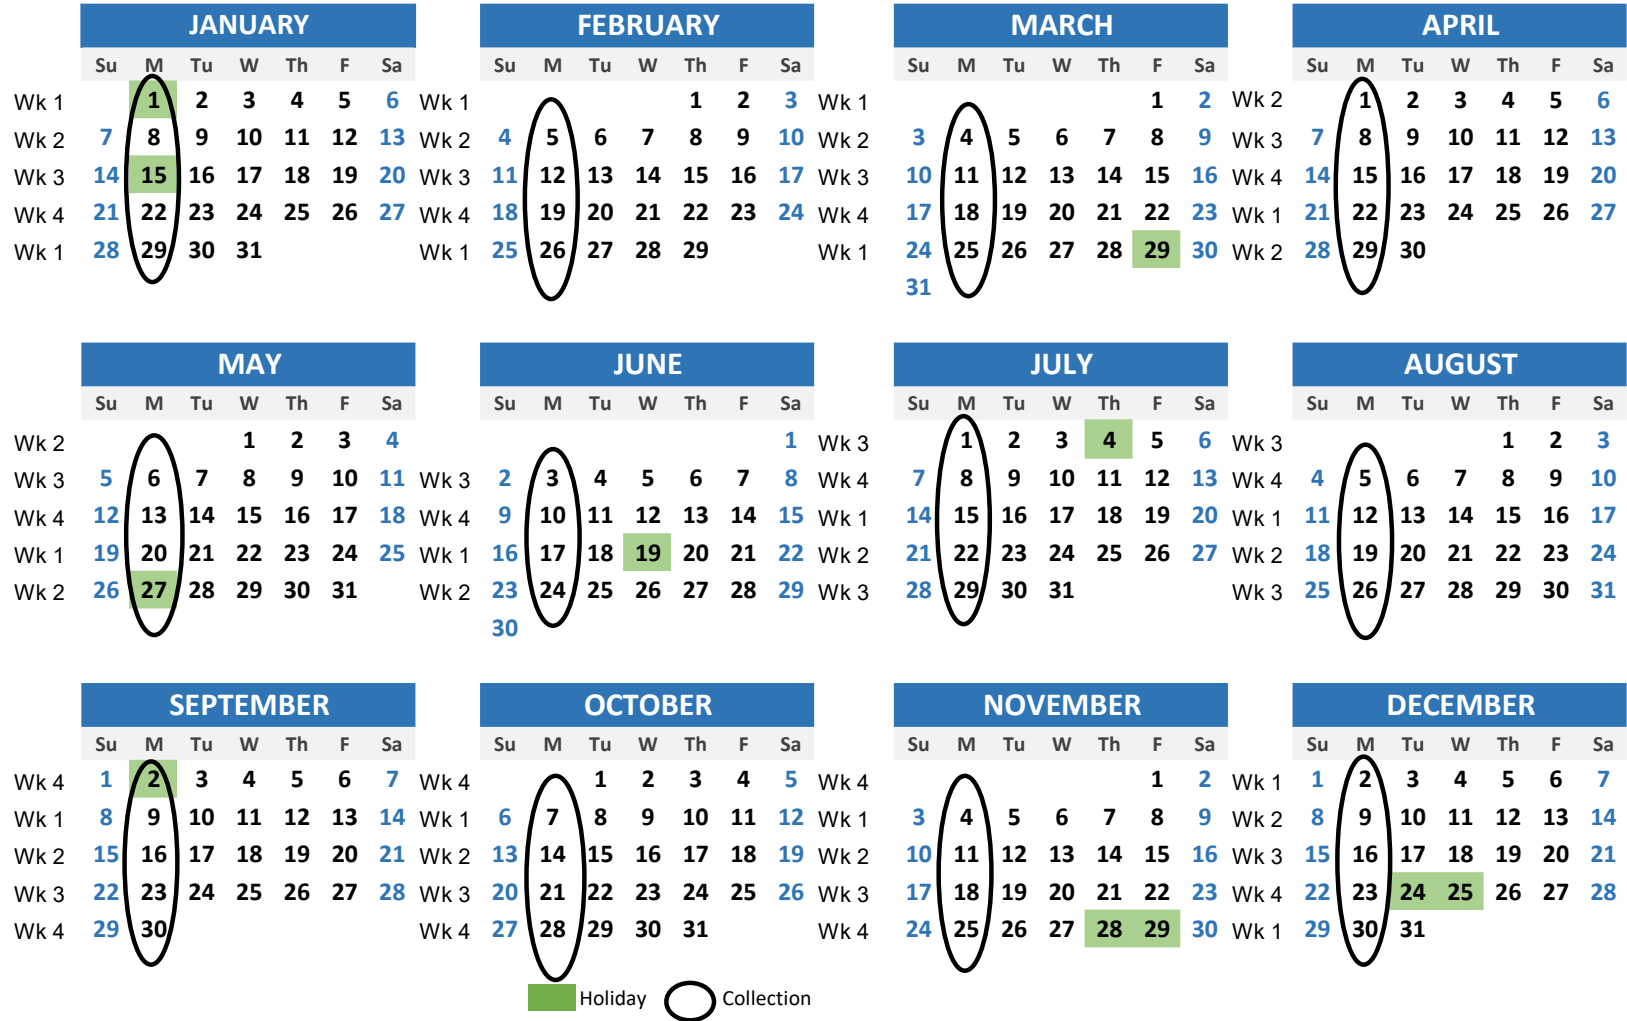 JANUARY FEBRUARY MARCH APRIL
Su M Tu W Th F Sa Su M Tu W Th F Sa Su M Tu W Th F Sa Su M Tu W Th F Sa
Wk 1 1 2 3 4 5 6 Wk 1 1 2 3 Wk 1 1 2 Wk 2 1 2 3 4 5 6
Wk 2 7 8 9 10 11 12 13 Wk 2 4 5 6 7 8 9 10 Wk 2 3 4 5 6 7 8 9 Wk 3 7 8 9 10 11 12 13
Wk 3 14 15 16 17 18 19 20 Wk 3 11 12 13 14 15 16 17 Wk 3 10 11 12 13 14 15 16 Wk 4 14 15 16 17 18 19 20
Wk 4 21 22 23 24 25 26 27 Wk 4 18 19 20 21 22 23 24 Wk 4 17 18 19 20 21 22 23 Wk 1 21 22 23 24 25 26 27
Wk 1 28 29 30 31 Wk 1 25 26 27 28 29 Wk 1 24 25 26 27 28 29 30 Wk 2 28 29 30
31
MAY JUNE JULY AUGUST
Su M Tu W Th F Sa Su M Tu W Th F Sa Su M Tu W Th F Sa Su M Tu W Th F Sa
Wk 2 1 2 3 4 1 Wk 3 1 2 3 4 5 6 Wk 3 1 2 3
Wk 3 5 6 7 8 9 10 11 Wk 3 2 3 4 5 6 7 8 Wk 4 7 8 9 10 11 12 13 Wk 4 4 5 6 7 8 9 10
Wk 4 12 13 14 15 16 17 18 Wk 4 9 10 11 12 13 14 15 Wk 1 14 15 16 17 18 19 20 Wk 1 11 12 13 14 15 16 17
Wk 1 19 20 21 22 23 24 25 Wk 1 16 17 18 19 20 21 22 Wk 2 21 22 23 24 25 26 27 Wk 2 18 19 20 21 22 23 24
Wk 2 26 27 28 29 30 31 Wk 2 23 24 25 26 27 28 29 Wk 3 28 29 30 31 Wk 3 25 26 27 28 29 30 31
30
SEPTEMBER OCTOBER NOVEMBER DECEMBER
Su M Tu W Th F Sa Su M Tu W Th F Sa Su M Tu W Th F Sa Su M Tu W Th F Sa
Wk 4 1 2 3 4 5 6 7 Wk 4 1 2 3 4 5 Wk 4 1 2 Wk 1 1 2 3 4 5 6 7
Wk 1 8 9 10 11 12 13 14 Wk 1 6 7 8 9 10 11 12 Wk 1 3 4 5 6 7 8 9 Wk 2 8 9 10 11 12 13 14
Wk 2 15 16 17 18 19 20 21 Wk 2 13 14 15 16 17 18 19 Wk 2 10 11 12 13 14 15 16 Wk 3 15 16 17 18 19 20 21
Wk 3 22 23 24 25 26 27 28 Wk 3 20 21 22 23 24 25 26 Wk 3 17 18 19 20 21 22 23 Wk 4 22 23 24 25 26 27 28
Wk 4 29 30 Wk 4 27 28 29 30 31 Wk 4 24 25 26 27 28 29 30 Wk 1 29 30 31
Holiday Collection